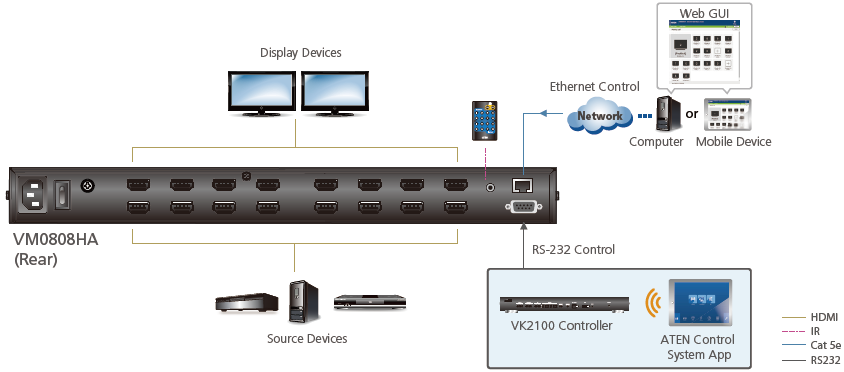 Web GUI
Display Devices
Ethernet Control
Network
or
Computer
Mobile Device
VM0808HA
(Rear)
RS-232 Control
Source Devices
VK2100 Controller
ATEN Control
System App
HDMI
IR
Cat 5e
RS232